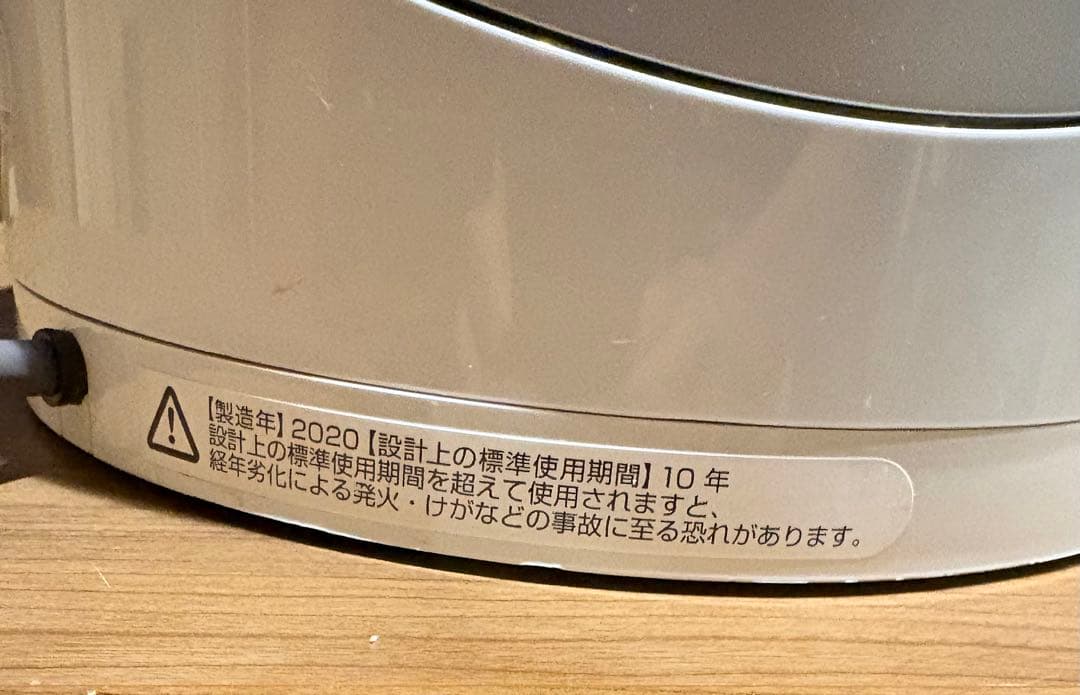 【製造年】2020【設計上の標準使用期間】10年
設計上の標準使用期間を超えて使用されますと、
経年劣化による発火・けがなどの事故に至る恐れがあります。